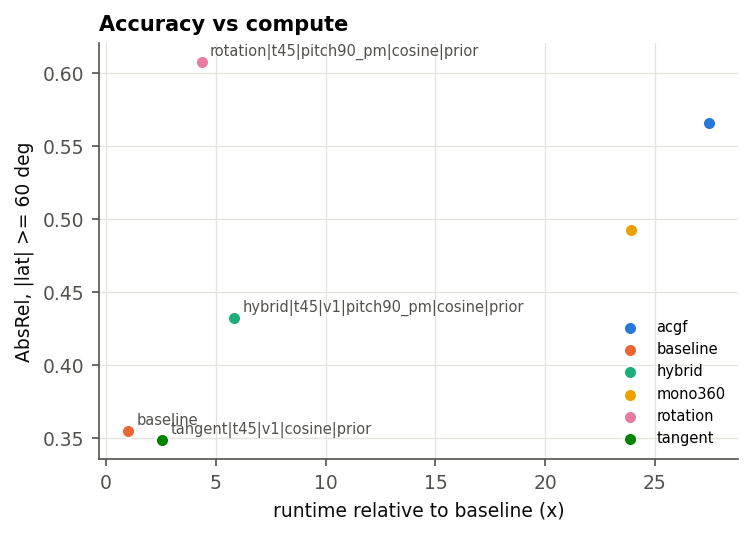 Accuracy vs compute
rotation|t45|pitch90_pm|cosine|prior
hybrid|t45|v1|pitch90_pm|cosine|prior
baseline
tangent|t45|v1|cosine|prior
acgf
baseline
hybrid
mono360
rotation
tangent
AbsRel, |lat| >= 60 deg
0.60
0.55
0.50
0.45
0.40
0.35
0
5
10
15
20
25
runtime relative to baseline (x)